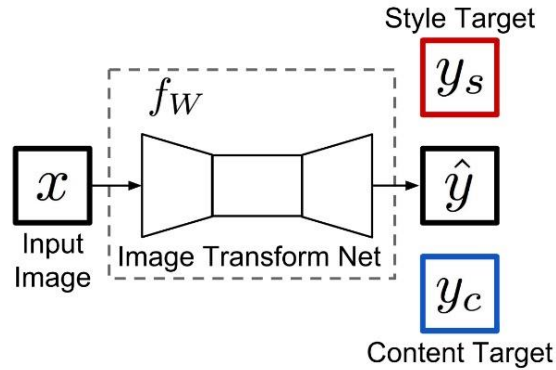 Style Target
y_s
f_W
x
ŷ
Input
Image
Image Transform Net
y_c
Content Target